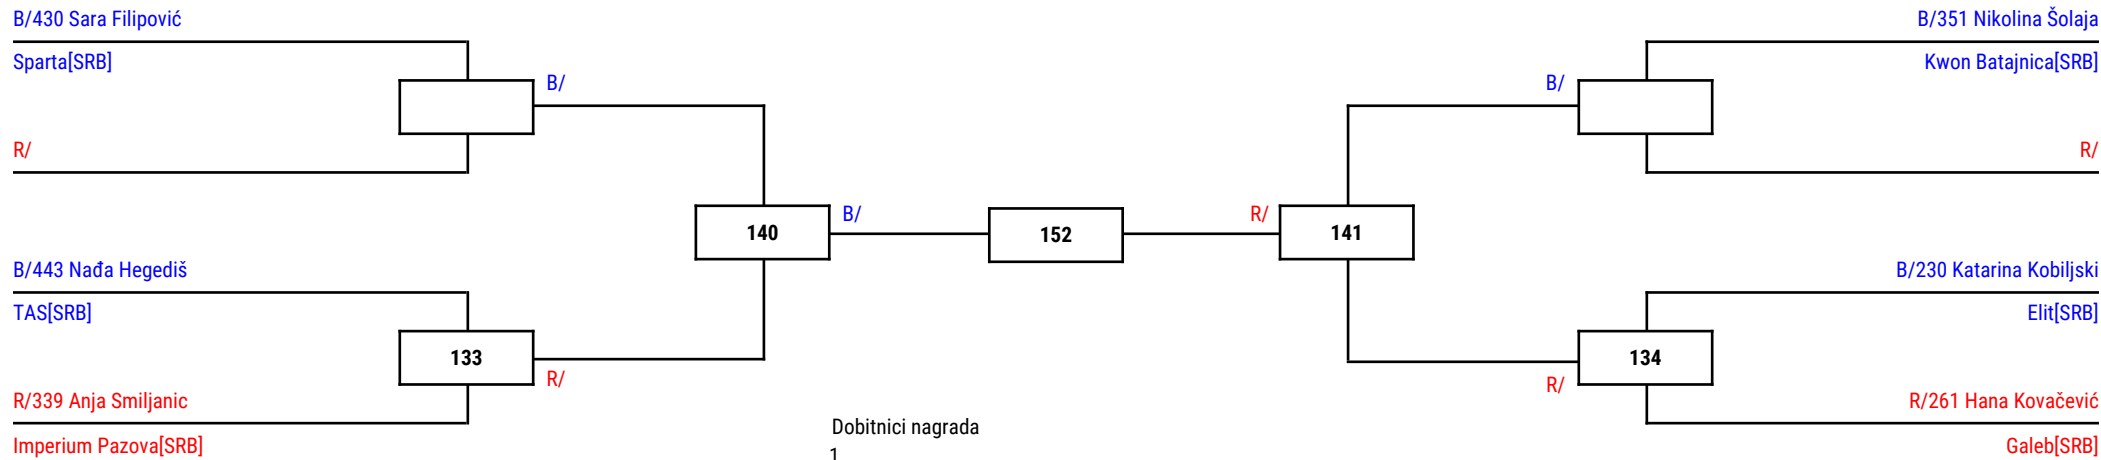 B/430 Sara Filipović
Sparta[SRB]
B/
R/
B/443 Nađa Hegediš
TAS[SRB]
133
R/339 Anja Smiljanic
R/
Imperium Pazova[SRB]
140
B/
152
R/
141
B/351 Nikolina Šolaja
Kwon Batajnica[SRB]
B/
R/
B/230 Katarina Kobiljski
Elit[SRB]
134
R/
R/261 Hana Kovačević
Galeb[SRB]
Dobitnici nagrada
1